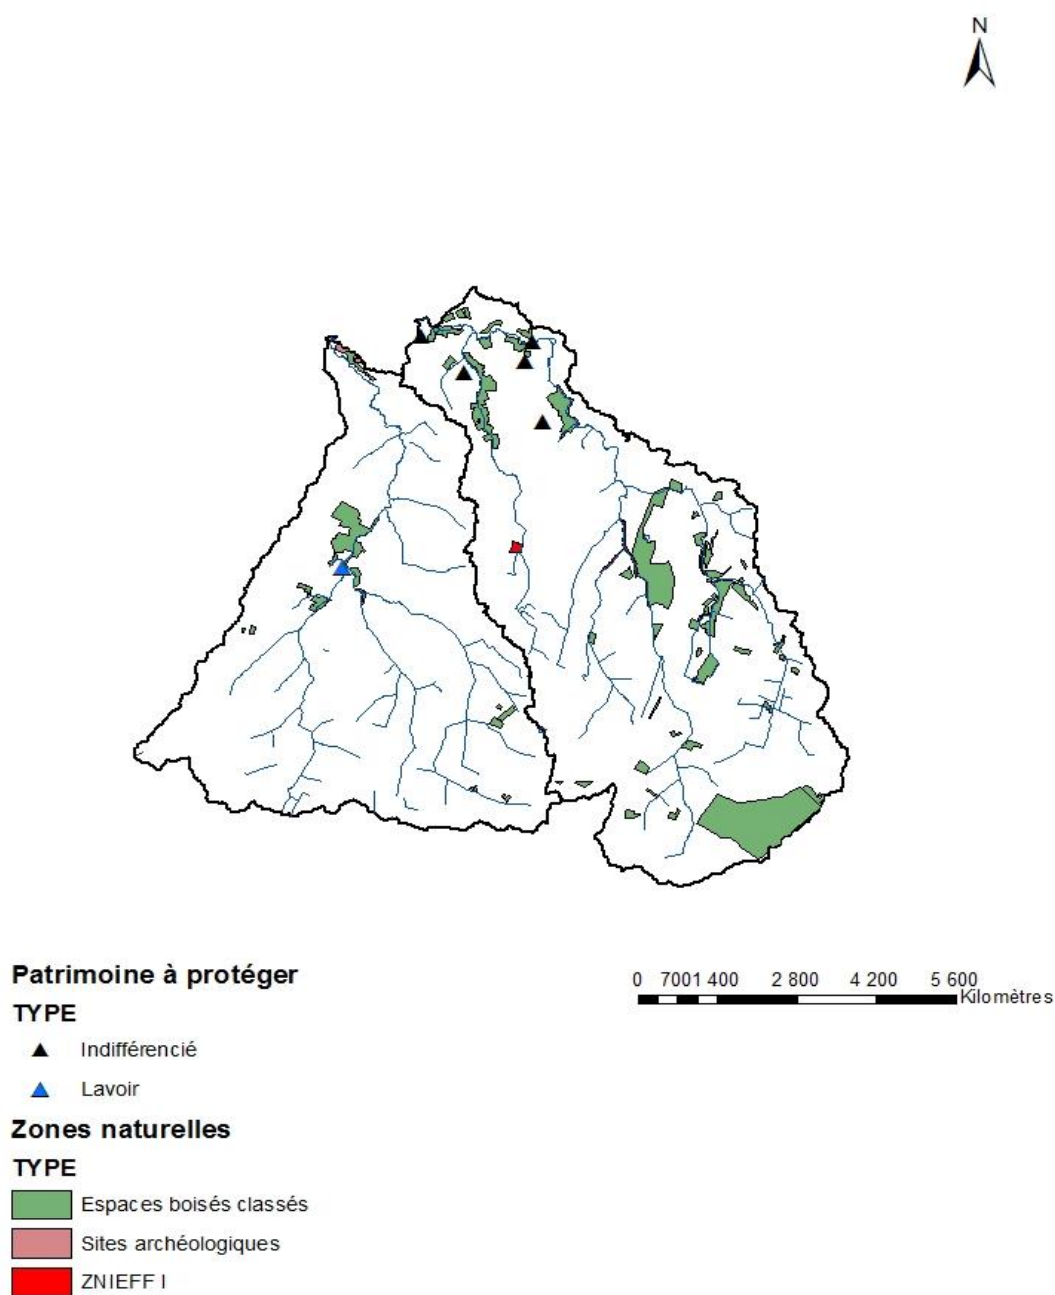 N
Patrimoine à protéger
TYPE
Indifférencié
Lavoir
Zones naturelles
TYPE
Espaces boisés classés
Sites archéologiques
ZNIEFF I
0 7001 400 2 800 4 200 5 600
Kilomètres